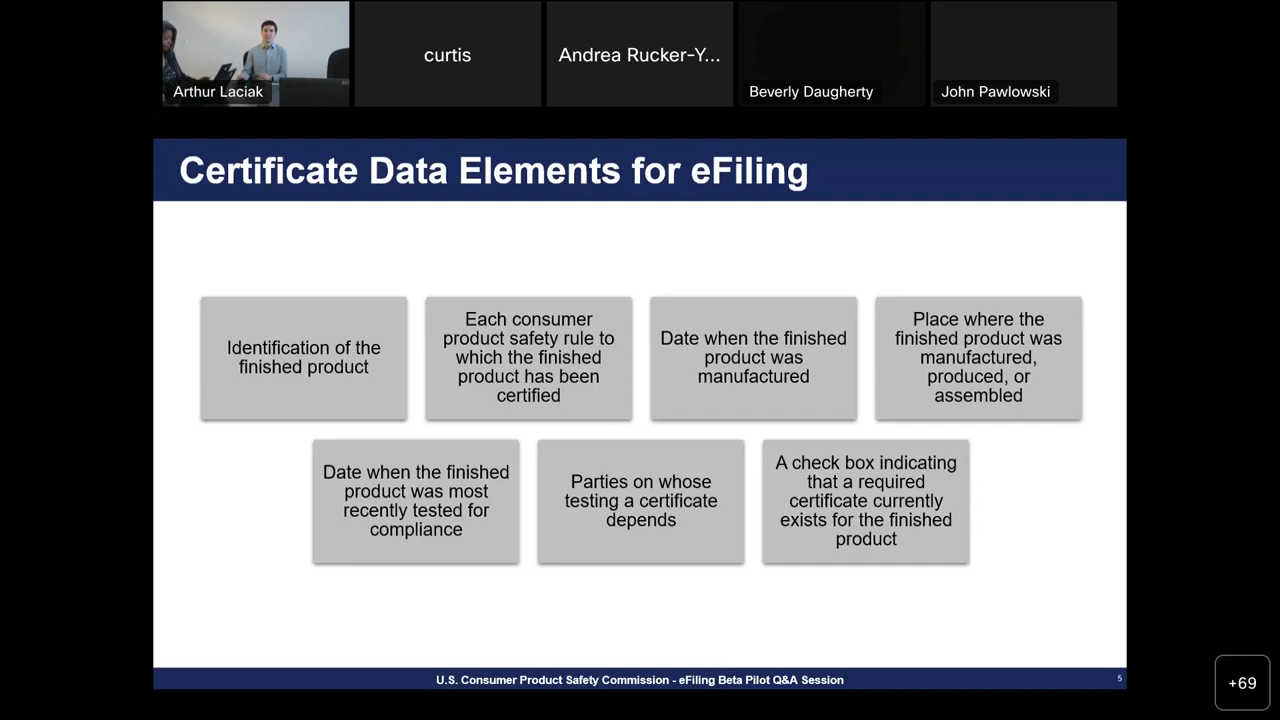 curtis
Andrea Rucker-Y...
Arthur Laciak
Beverly Daugherty
John Pawlowski
Certificate Data Elements for eFiling
Identification of the
finished product
Each consumer
product safety rule to
which the finished
product has been
certified
Date when the finished
product was
manufactured
Place where the
finished product was
manufactured,
produced, or
assembled
Date when the finished
product was most
recently tested for
compliance
Parties on whose
testing a certificate
depends
A check box indicating
that a required
certificate currently
exists for the finished
product
U.S. Consumer Product Safety Commission - eFiling Beta Pilot Q&A Session
5
+69